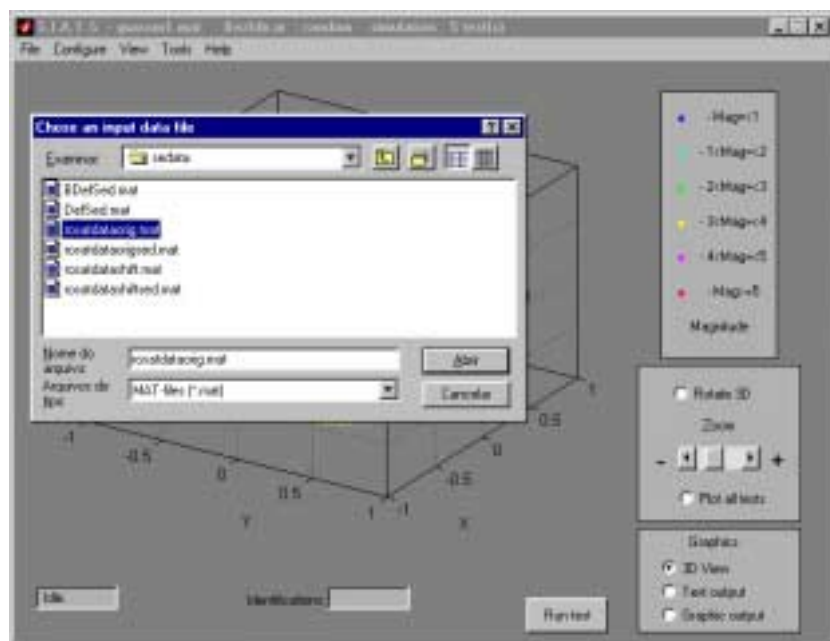 File Configure View Tools Help
Chose an input data file
Examinar: sedata
BDefSed.mat
DefSed.mat
rosatdataorig.mat
rosatdataorigsed.mat
rosatdatashift.mat
rosatdatashiftsed.mat
Nome do arquivo:
rosatdataorig.mat
Abrir
Arquivos do tipo:
MAT-files (*.mat)
Cancelar
-1
-0.5
0
0.5
1
Y
-1
-0.5
0
0.5
1
X
-Mag<1
-1<Mag<2
-2<Mag<3
-3<Mag<4
-4<Mag<5
Magnitude
Rotate 3D
Zoom
- +
Plot all tests
Graphics
3D View
Text output
Graphic output
Idle
Identifications:
Run test